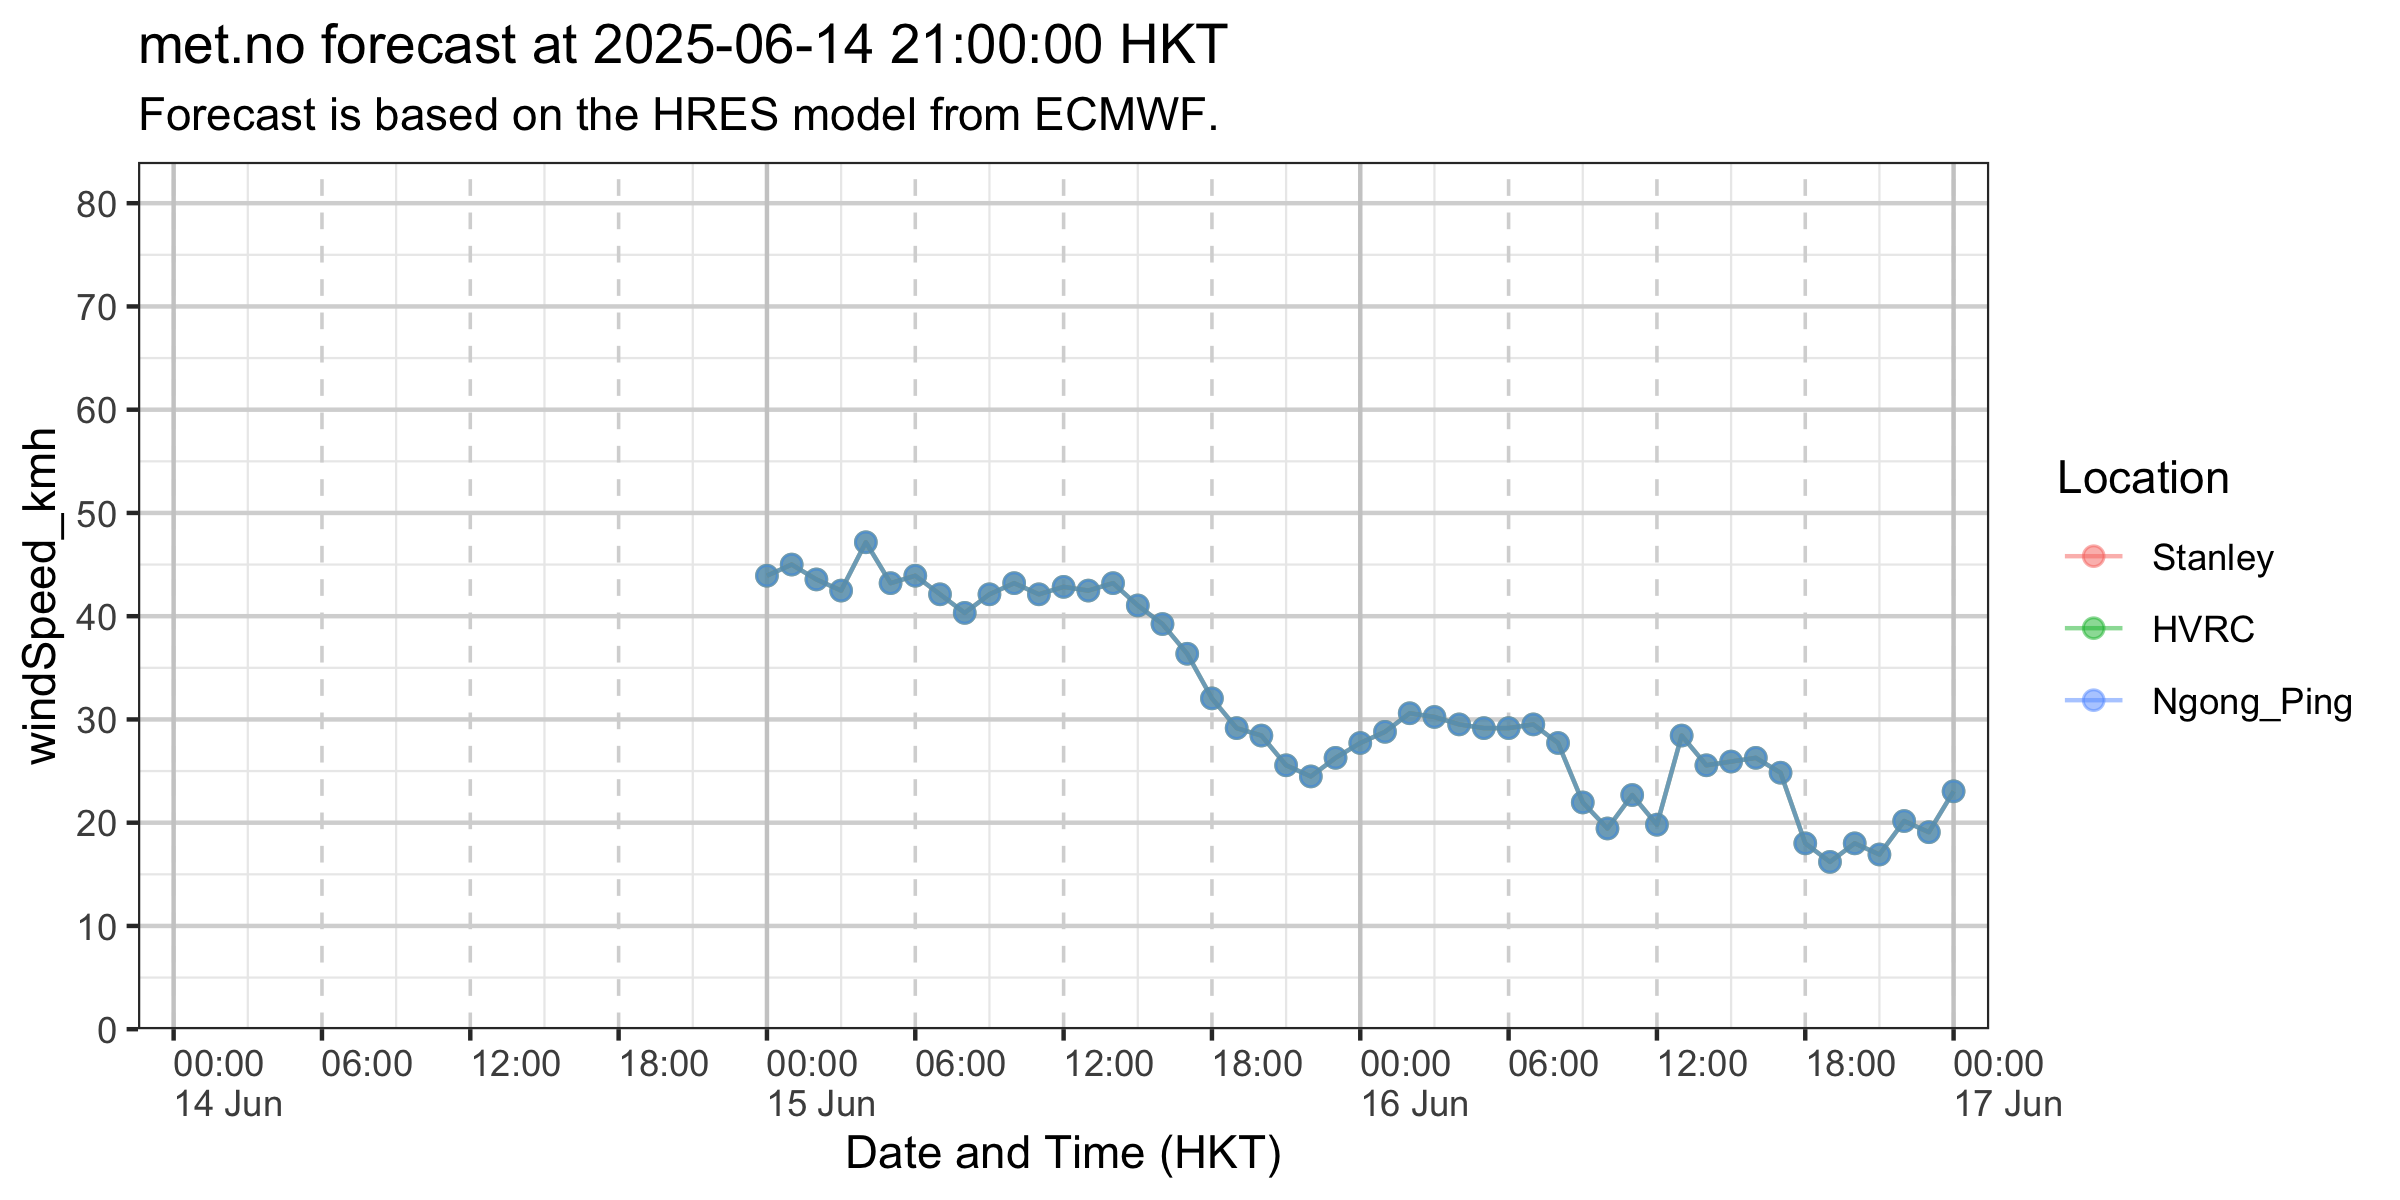 met.no forecast at 2025-06-14 21:00:00 HKT
Forecast is based on the HRES model from ECMWF.
windSpeed_kmh
80
70
60
50
40
30
20
10
0
00:00 06:00 12:00 18:00 00:00 06:00 12:00 18:00 00:00 06:00 12:00 18:00 00:00
14 Jun 15 Jun 16 Jun 17 Jun
Date and Time (HKT)
Location
Stanley
HVRC
Ngong_Ping